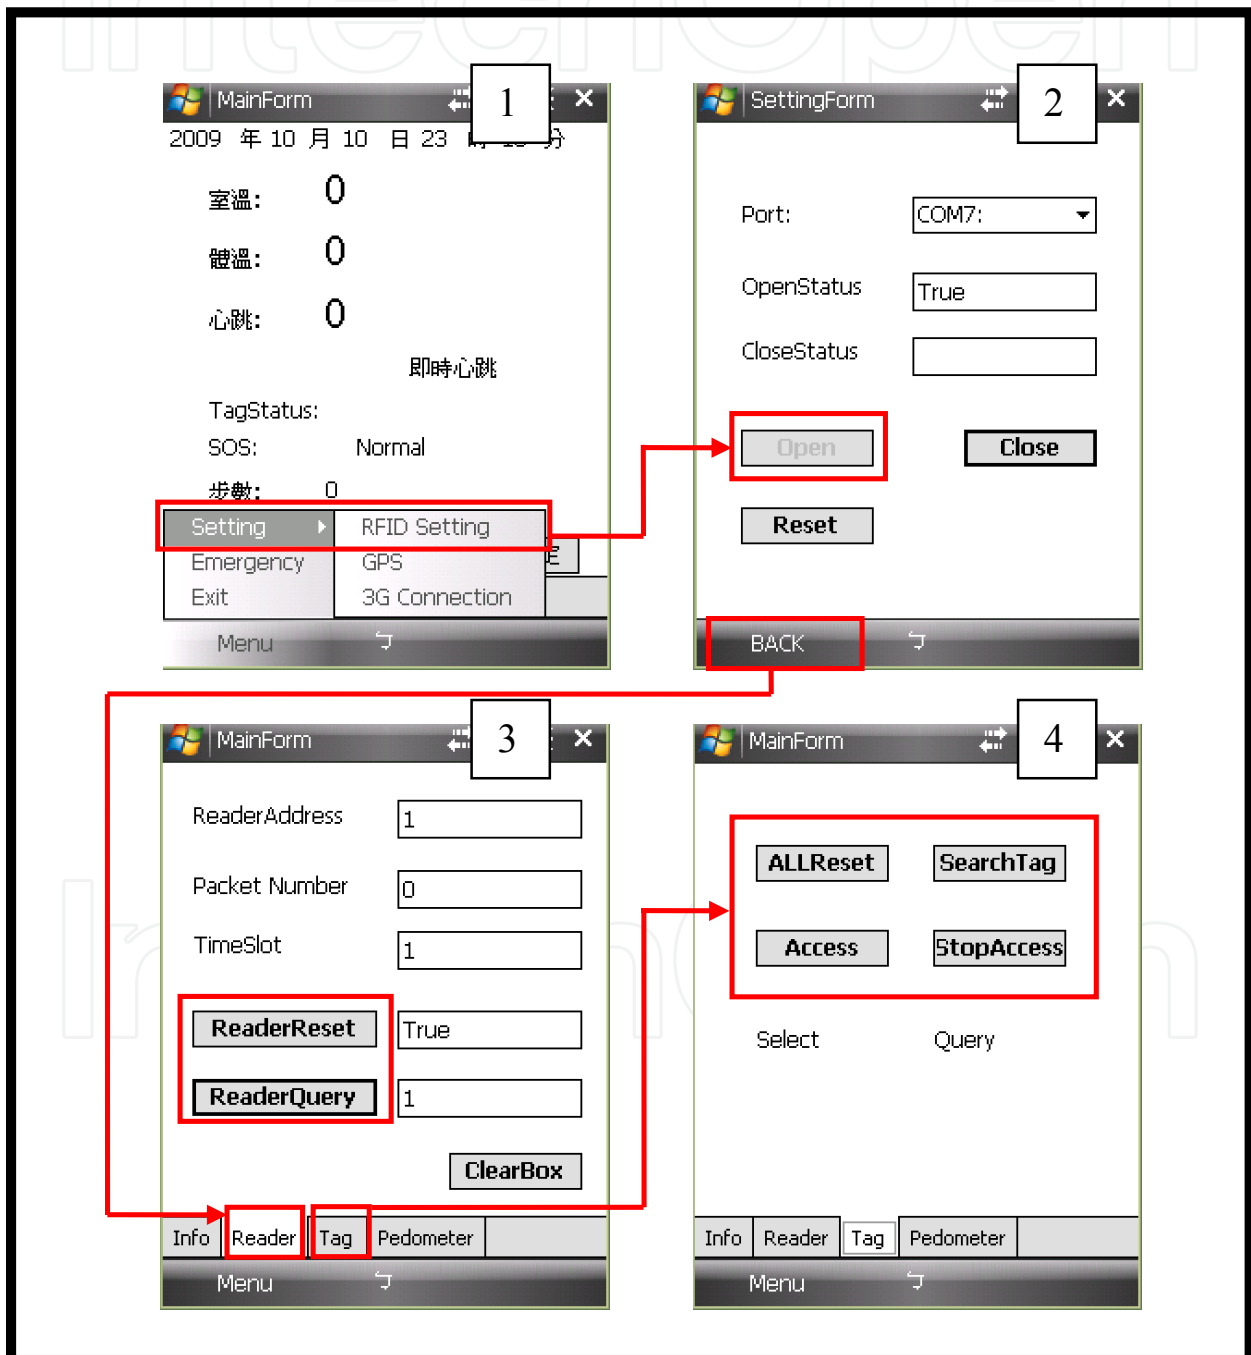 IntechOpen
MainForm
1
2009 年 10 月 10 日 23
室溫: 0
體溫: 0
心跳: 0
即時心跳
TagStatus:
SOS: Normal
步數: 0
Setting RFID Setting
Emergency GPS
Exit 3G Connection
Menu
SettingForm
2
Port: COM7:
OpenStatus True
CloseStatus
Open Close
Reset
BACK
MainForm
3
ReaderAddress 1
Packet Number 0
TimeSlot 1
ReaderReset True
ReaderQuery 1
ClearBox
Info Reader Tag Pedometer
Menu
MainForm
4
ALLReset SearchTag
Access StopAccess
Select Query
Info Reader Tag Pedometer
Menu
IntechOpen